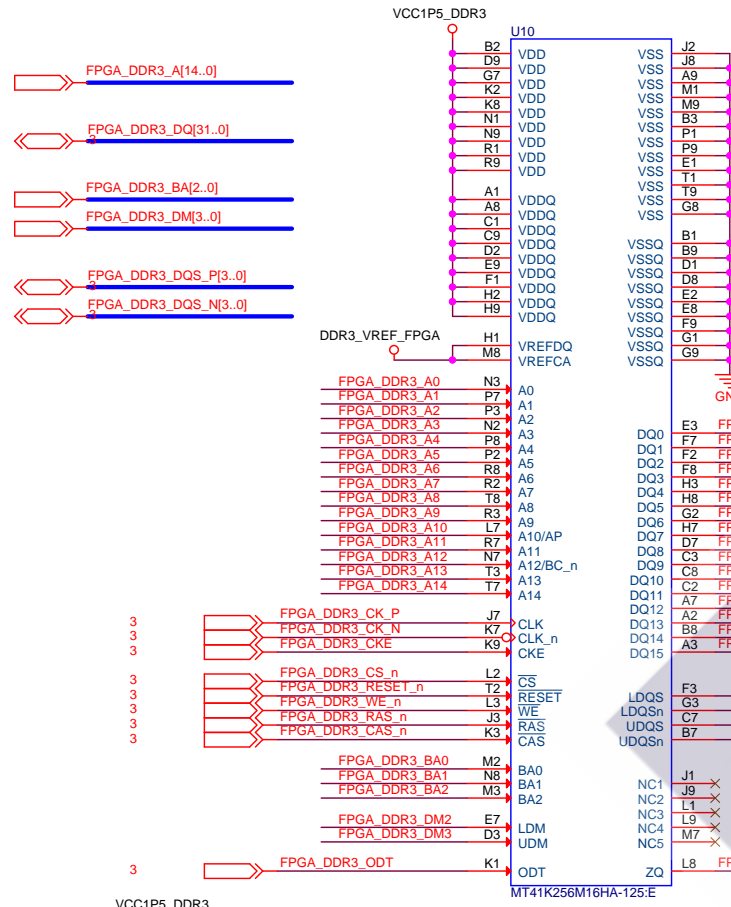 VCC1P5_DDR3
U10
FPGA_DDR3_A[14..0]
FPGA_DDR3_DQ[31..0]
3
FPGA_DDR3_BA[2..0]
FPGA_DDR3_DM[3..0]
FPGA_DDR3_DQS_P[3..0]
3
FPGA_DDR3_DQS_N[3..0]
3
B2 VDD VSS J2
D9 VDD VSS J8
G7 VDD VSS A9
K2 VDD VSS M1
K8 VDD VSS M9
N1 VDD VSS B3
N9 VDD VSS P1
R1 VDD VSS P9
R9 VDD VSS E1
VSS T1
A1 VDDQ VSS T9
A8 VDDQ VSS G8
C1 VDDQ
C9 VDDQ VSSQ B1
D2 VDDQ VSSQ B9
E9 VDDQ VSSQ D1
F1 VDDQ VSSQ D8
H2 VDDQ VSSQ E2
H9 VDDQ VSSQ E8
VSSQ F9
DDR3_VREF_FPGA H1 VREFDQ VSSQ G1
M8 VREFCA VSSQ G9
FPGA_DDR3_A0 N3 A0
FPGA_DDR3_A1 P7 A1
FPGA_DDR3_A2 P3 A2
FPGA_DDR3_A3 N2 A3 DQ0 E3
FPGA_DDR3_A4 P8 A4 DQ1 F7
FPGA_DDR3_A5 P2 A5 DQ2 F2
FPGA_DDR3_A6 R8 A6 DQ3 F8
FPGA_DDR3_A7 R2 A7 DQ4 H3
FPGA_DDR3_A8 T8 A8 DQ5 H8
FPGA_DDR3_A9 R3 A9 DQ6 G2
FPGA_DDR3_A10 L7 A10/AP DQ7 H7
FPGA_DDR3_A11 R7 A11 DQ8 D7
FPGA_DDR3_A12 N7 A12/BC_n DQ9 C3
FPGA_DDR3_A13 T3 A13 DQ10 C8
FPGA_DDR3_A14 T7 A14 DQ11 C2
DQ12 A7
3 FPGA_DDR3_CK_P J7 CLK DQ13 A2
3 FPGA_DDR3_CK_N K7 CLK_n DQ14 B8
3 FPGA_DDR3_CKE K9 CKE DQ15 A3
3 FPGA_DDR3_CS_n L2 CS
3 FPGA_DDR3_RESET_n T2 RESET LDQS F3
3 FPGA_DDR3_WE_n L3 WE LDQSn G3
3 FPGA_DDR3_RAS_n J3 RAS UDQS C7
3 FPGA_DDR3_CAS_n K3 CAS UDQSn B7
FPGA_DDR3_BA0 M2 BA0
FPGA_DDR3_BA1 N8 BA1 NC1 J1
FPGA_DDR3_BA2 M3 BA2 NC2 J9
NC3 L1
FPGA_DDR3_DM2 E7 LDM NC4 L9
FPGA_DDR3_DM3 D3 UDM NC5 M7
3 FPGA_DDR3_ODT K1 ODT ZQ L8
MT41K256M16HA-125:E
VCC1P5_DDR3